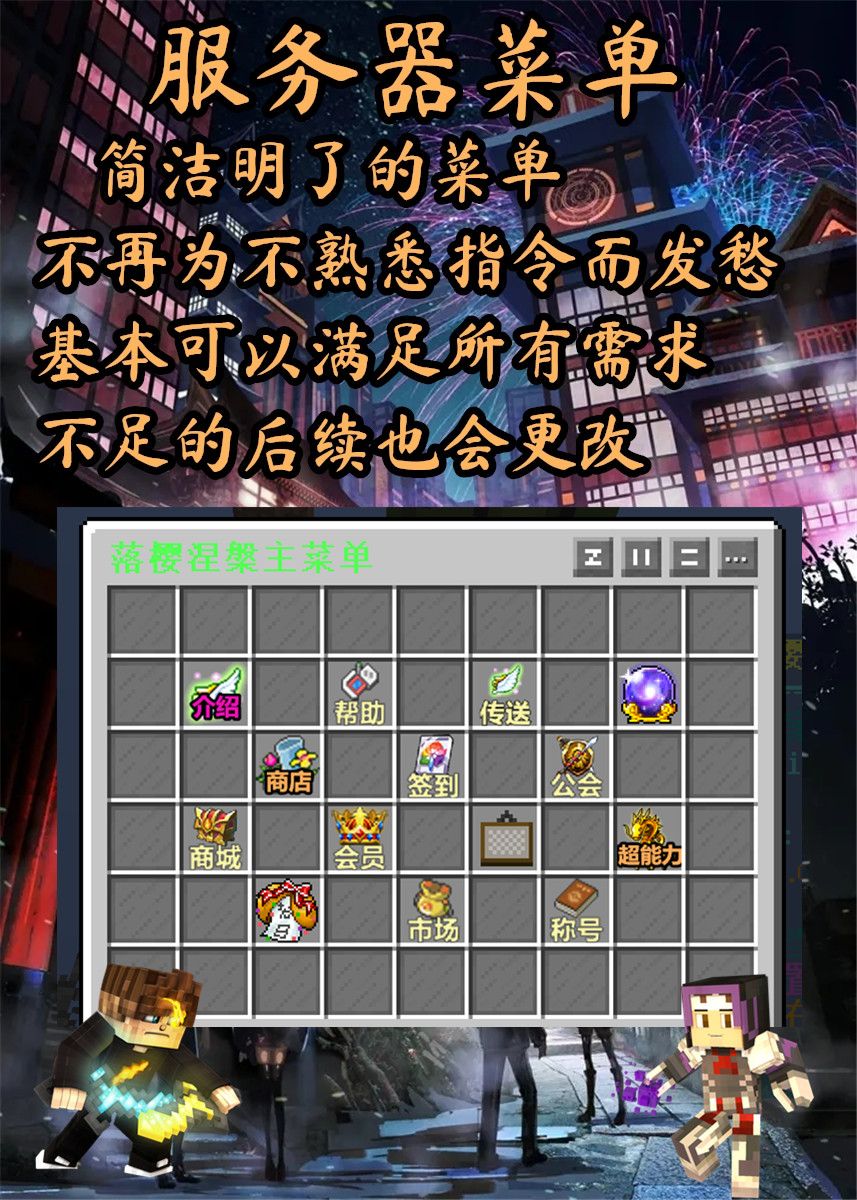 服务器菜单
简洁明了的菜单
不再为不熟悉指令而发愁
基本可以满足所有需求
不足的后续也会更改
落樱涅槃主菜单
介绍
帮助
传送
商店
签到
公会
商城
会员
超能力
市场
称号